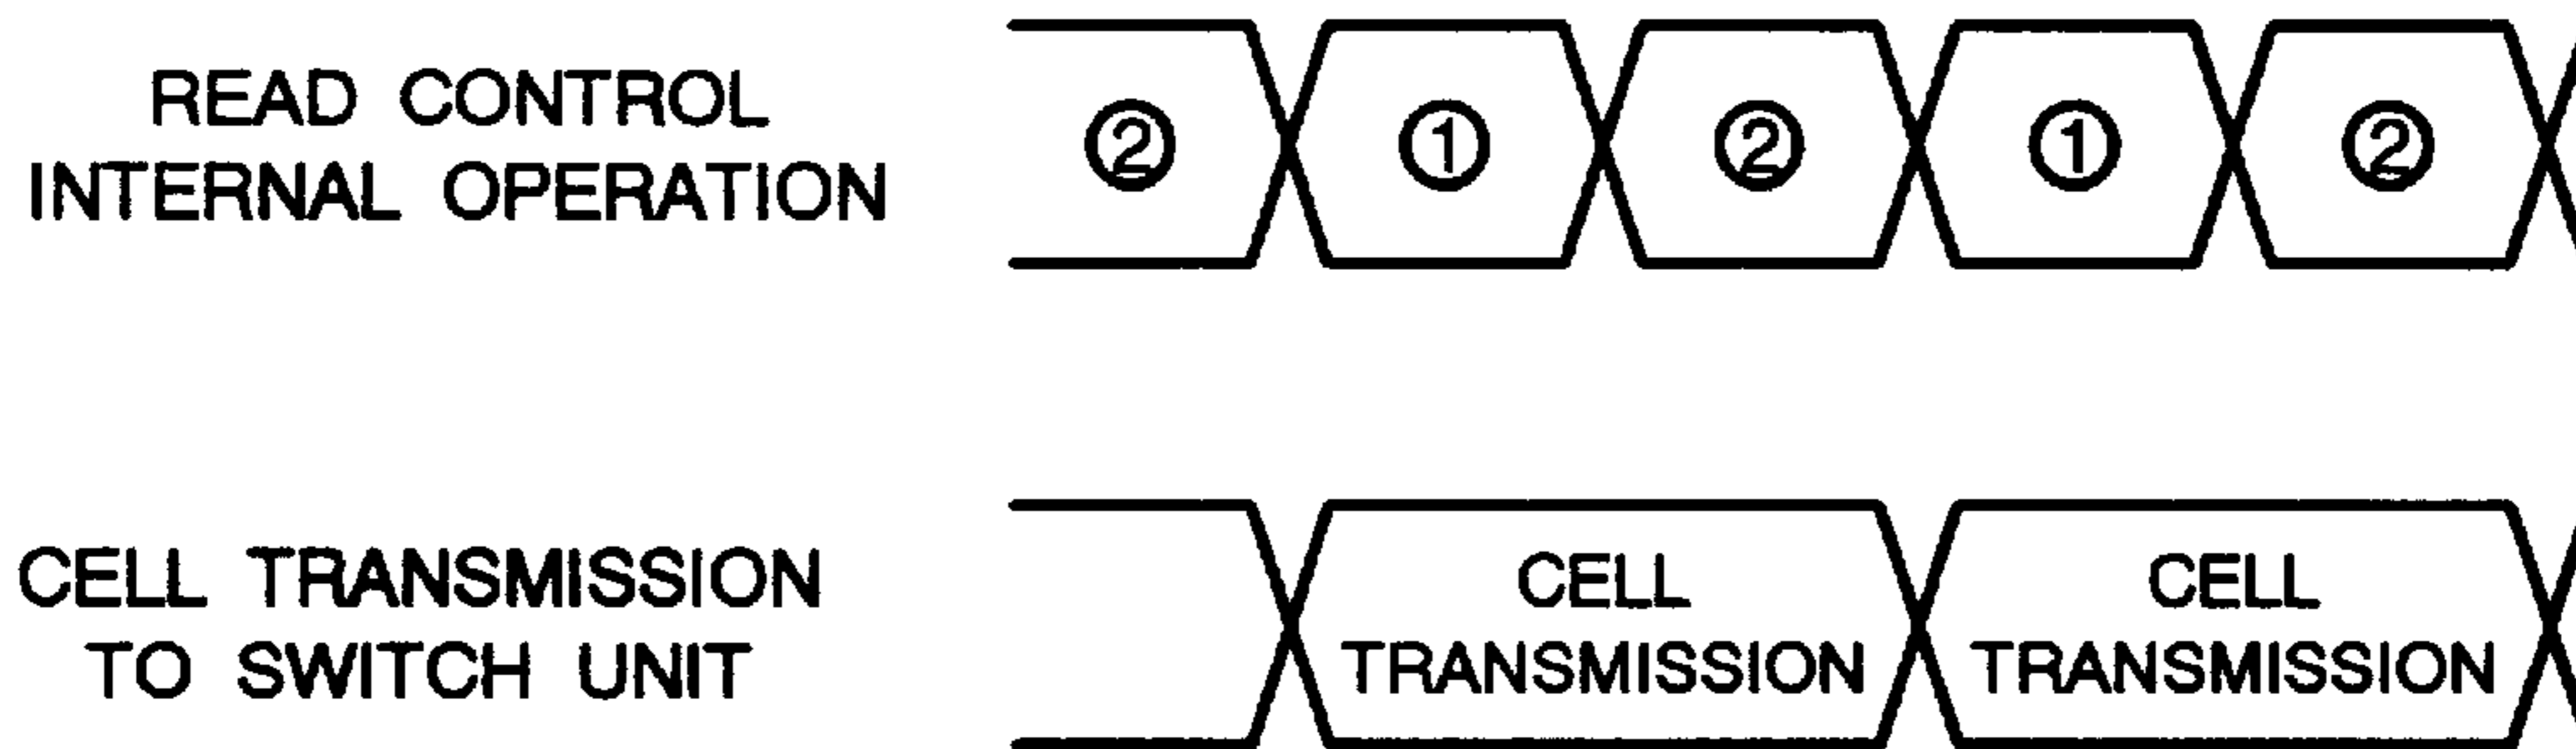 READ CONTROL
INTERNAL OPERATION
② ① ② ① ②
CELL TRANSMISSION
TO SWITCH UNIT
CELL
TRANSMISSION
CELL
TRANSMISSION